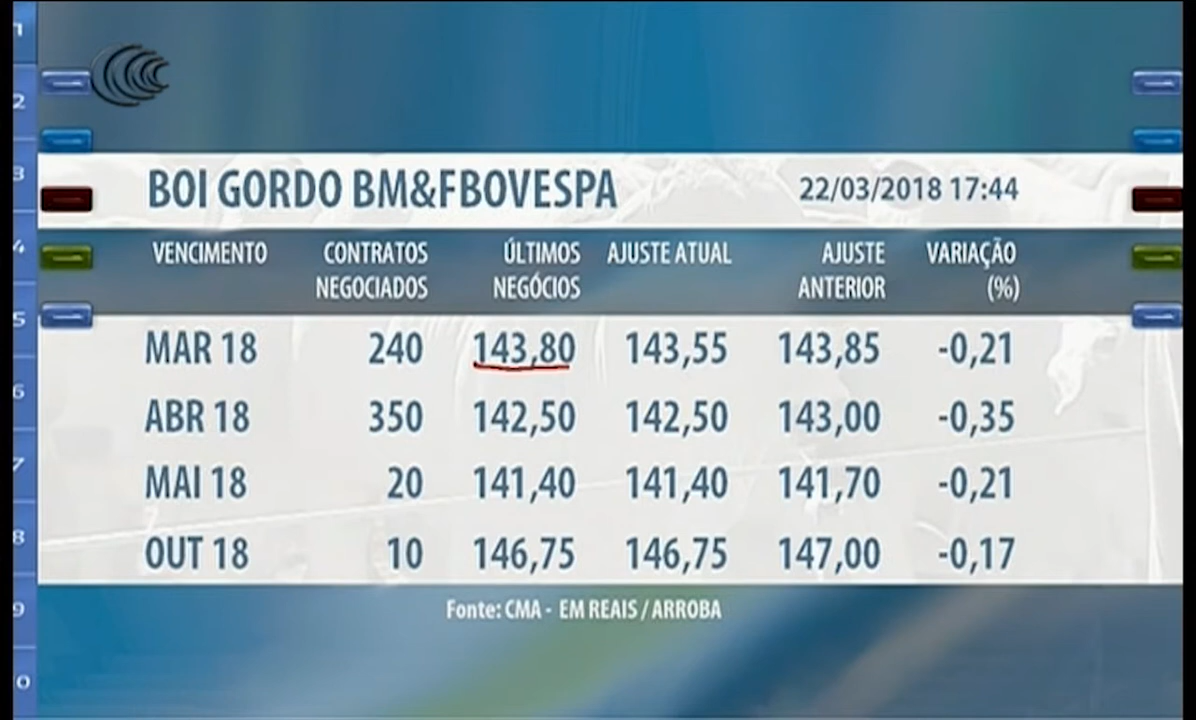 1
2
3
4
5
6
7
8
9
0
BOI GORDO BM&FBOVESPA 22/03/2018 17:44
VENCIMENTO CONTRATOS NEGOCIADOS ÚLTIMOS NEGÓCIOS AJUSTE ATUAL AJUSTE ANTERIOR VARIAÇÃO (%)
MAR 18 240 143,80 143,55 143,85 -0,21
ABR 18 350 142,50 142,50 143,00 -0,35
MAI 18 20 141,40 141,40 141,70 -0,21
OUT 18 10 146,75 146,75 147,00 -0,17
Fonte: CMA - EM REAIS / ARROBA